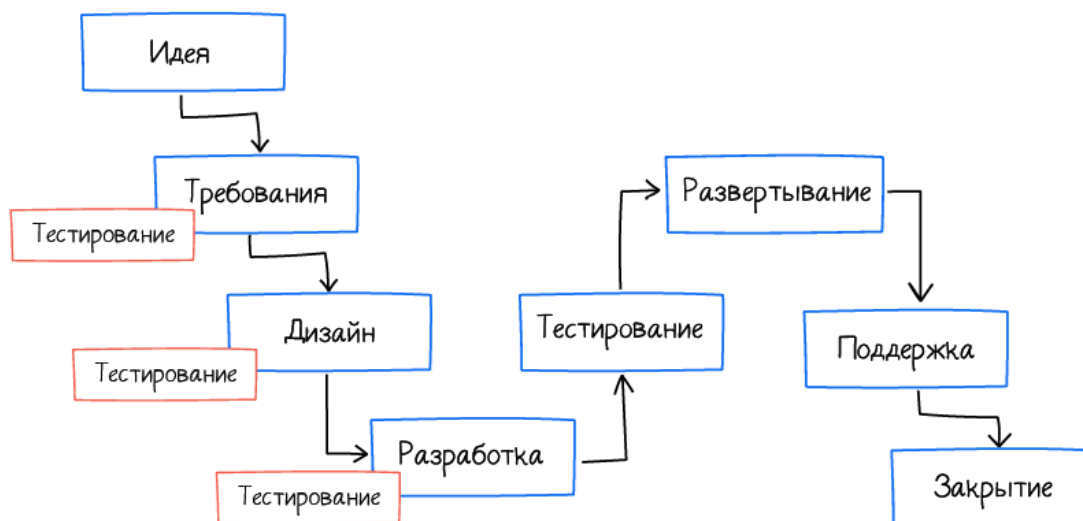 Идея
Требования
Тестирование
Дизайн
Тестирование
Разработка
Тестирование
Тестирование
Развертывание
Поддержка
Закрытие